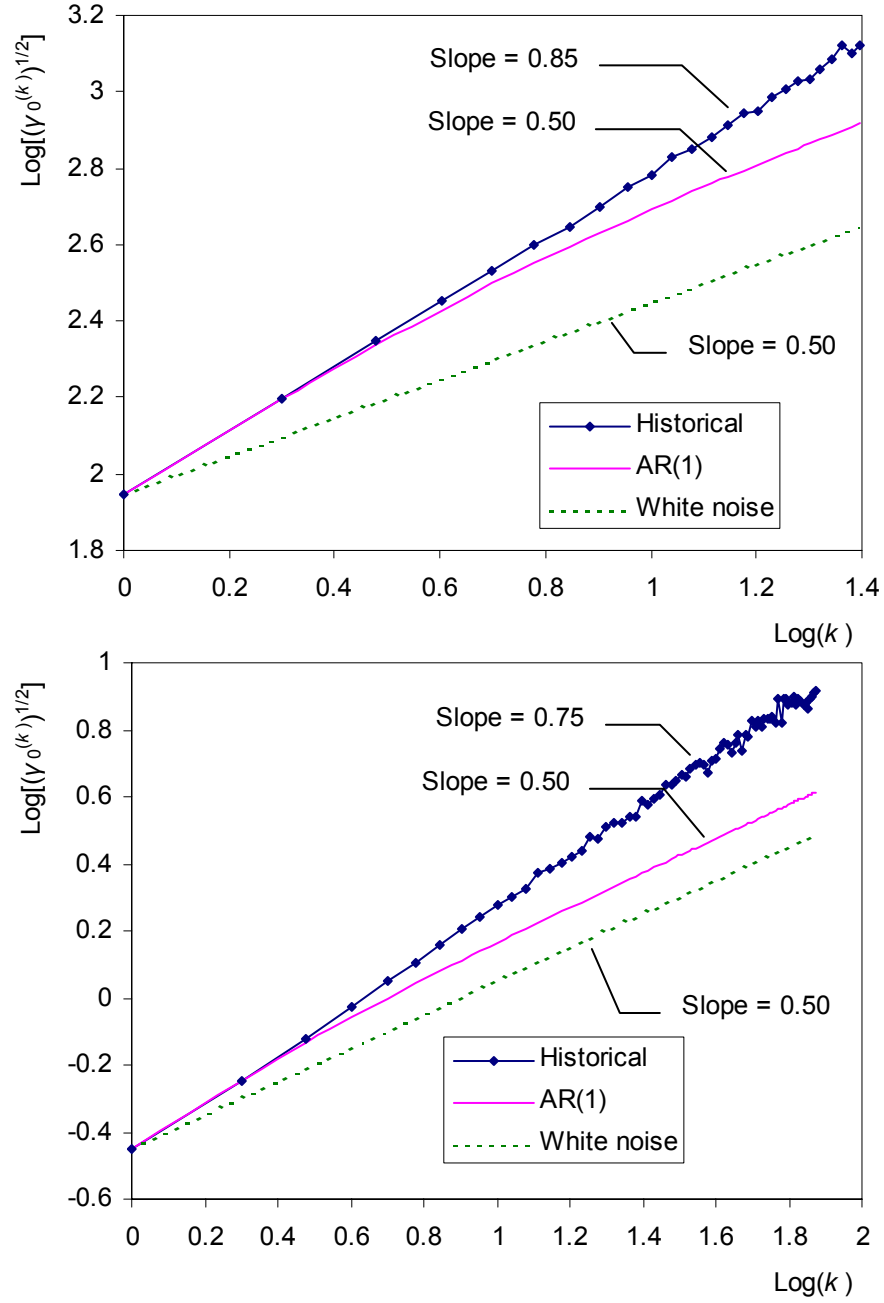 3.2
3
2.8
2.6
2.4
2.2
2
1.8
Log[(γ0(k))1/2]
Slope = 0.85
Slope = 0.50
Slope = 0.50
Historical
AR(1)
White noise
0 0.2 0.4 0.6 0.8 1 1.2 1.4
Log(k)
1
0.8
0.6
0.4
0.2
0
-0.2
-0.4
-0.6
Log[(γ0(k))1/2]
Slope = 0.75
Slope = 0.50
Slope = 0.50
Historical
AR(1)
White noise
0 0.2 0.4 0.6 0.8 1 1.2 1.4 1.6 1.8 2
Log(k)